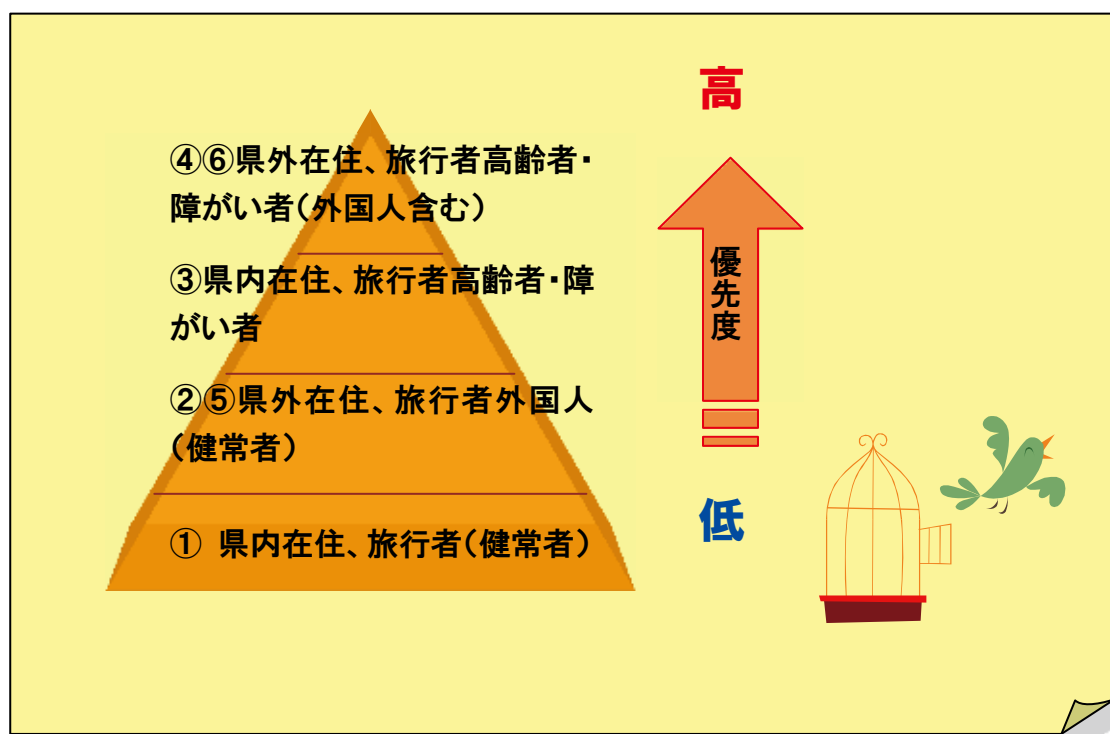 高
④⑥県外在住、旅行者高齢者・
障がい者(外国人含む)
③県内在住、旅行者高齢者・障
がい者
優先度
②⑤県外在住、旅行者外国人
(健常者)
低
① 県内在住、旅行者(健常者)